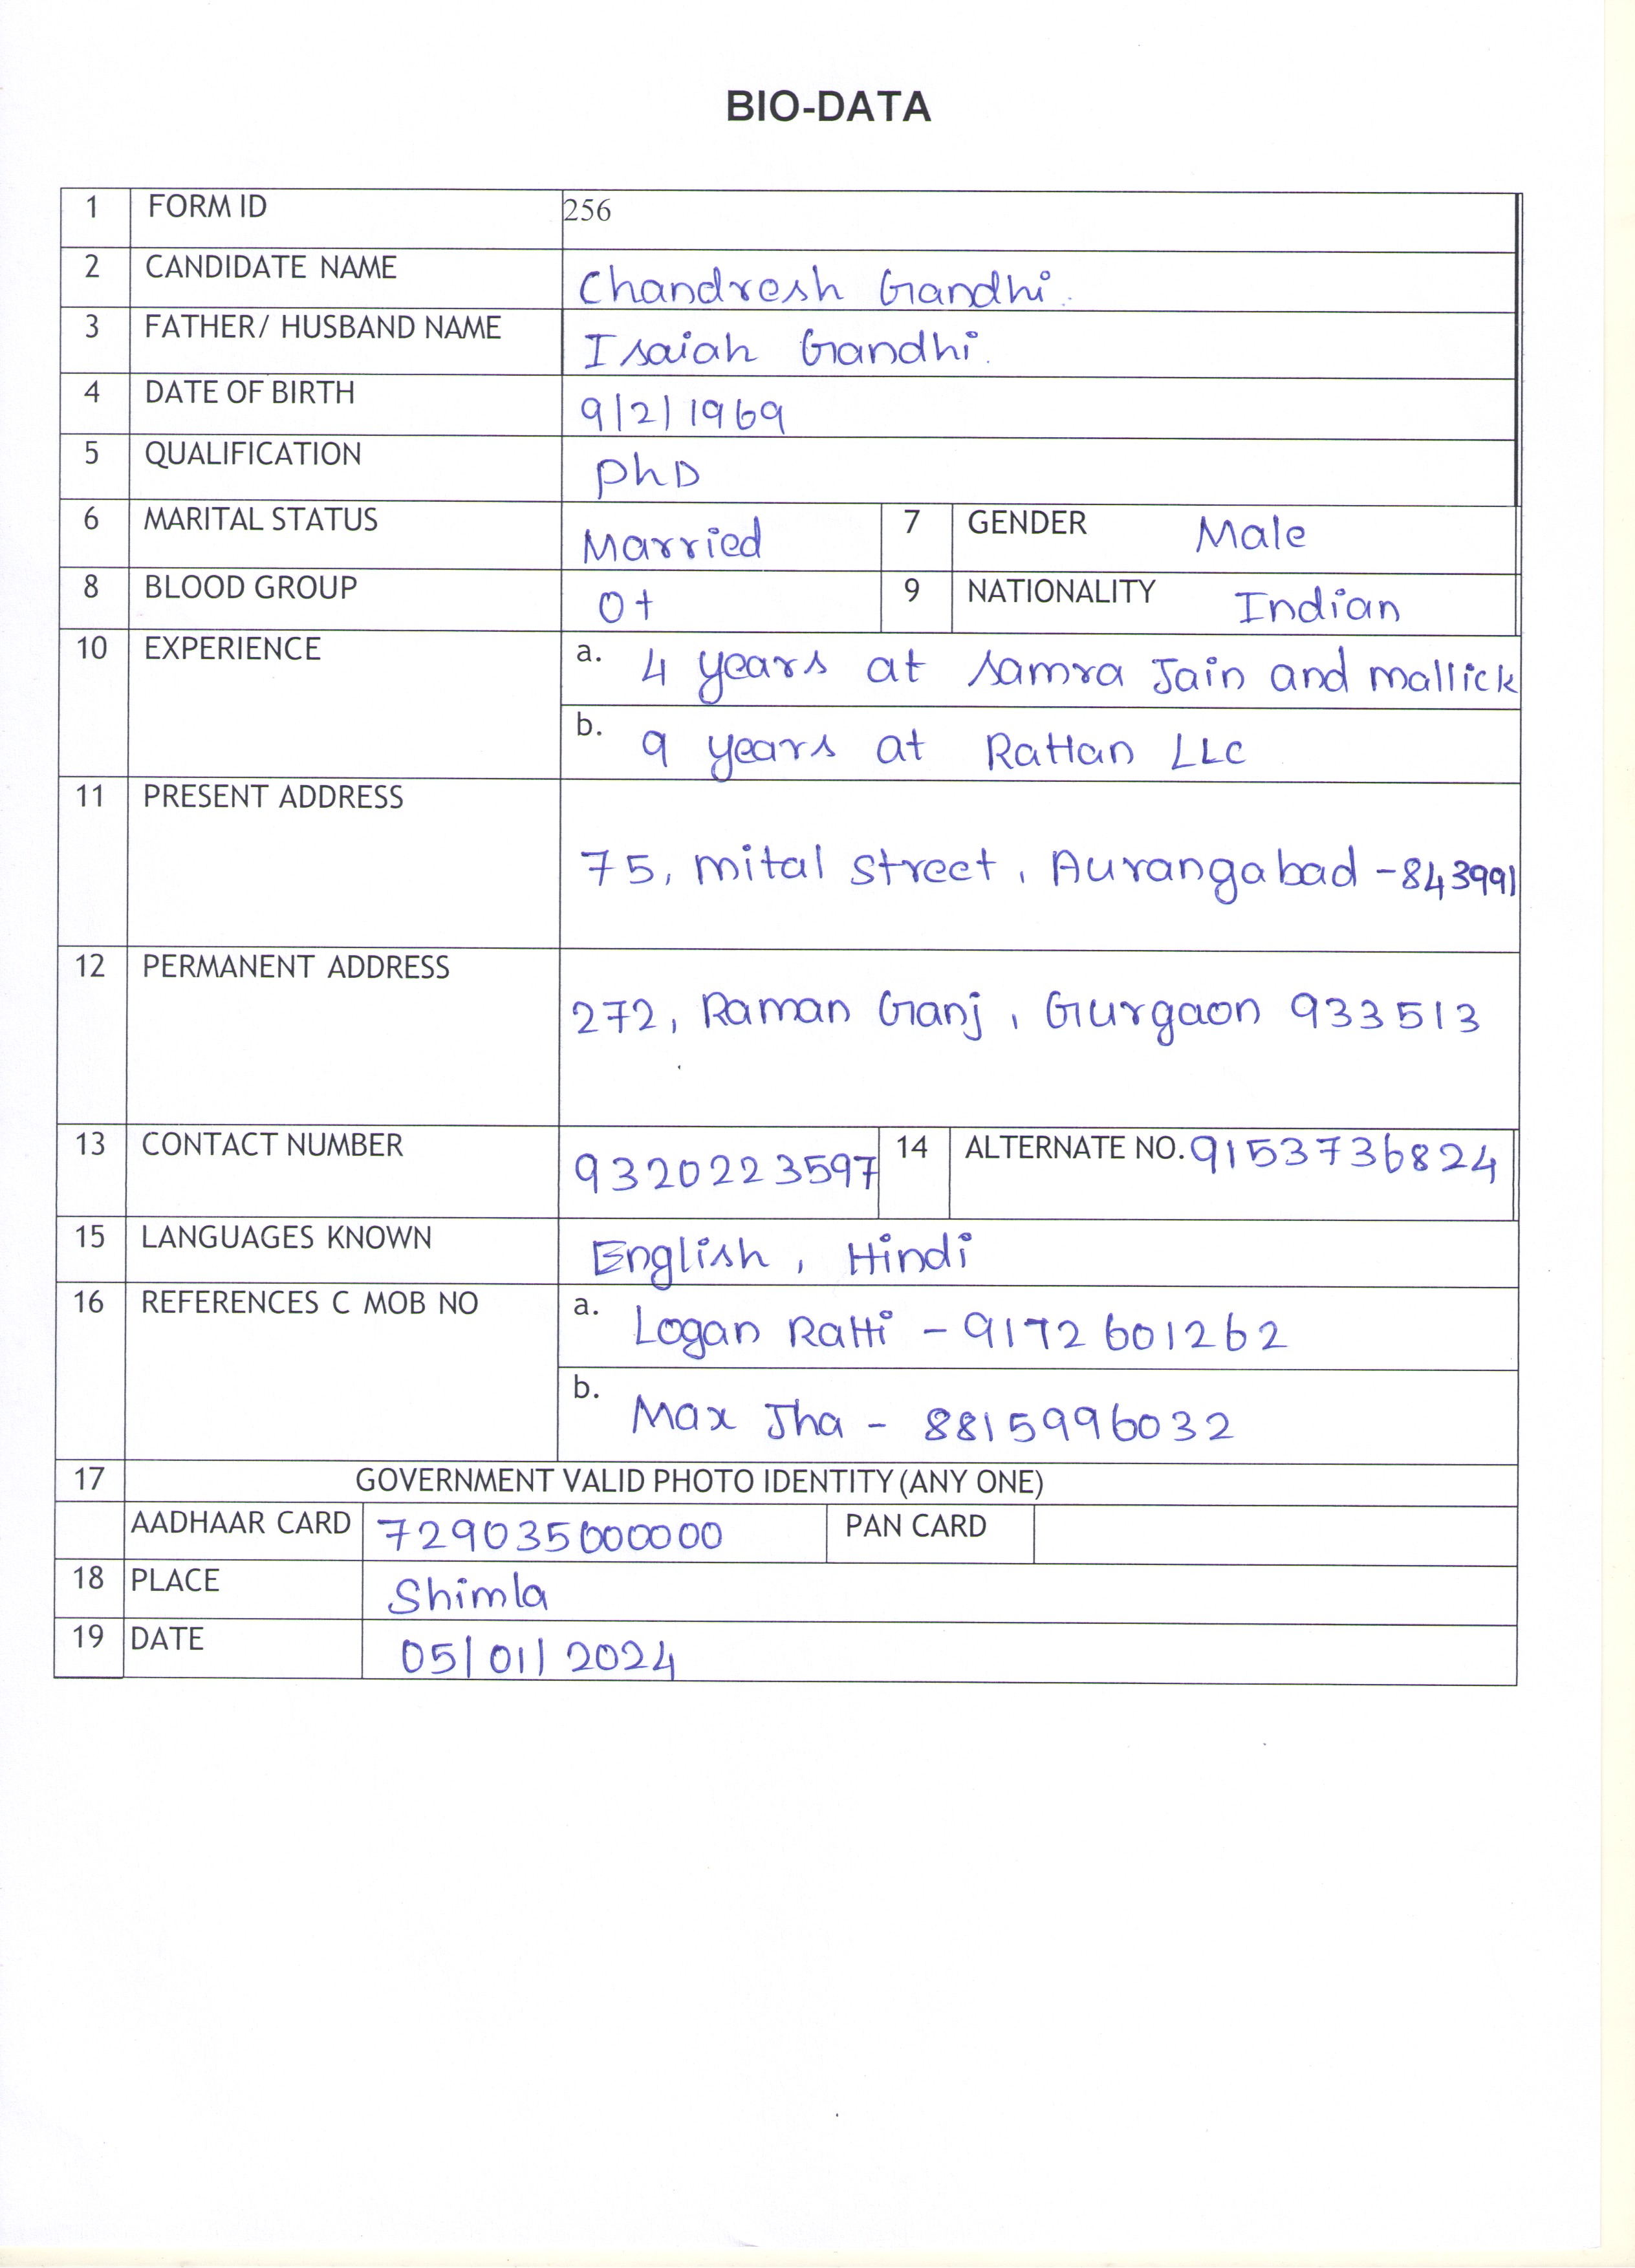 BIO-DATA
1 FORM ID 256
2 CANDIDATE NAME Chandresh Gandhi.
3 FATHER/ HUSBAND NAME Isaiah Gandhi.
4 DATE OF BIRTH 9/2/1969
5 QUALIFICATION PhD
6 MARITAL STATUS Married 7 GENDER Male
8 BLOOD GROUP O+ 9 NATIONALITY Indian
10 EXPERIENCE a. 4 years at Samra Jain and mallick
b. 9 years at Rattan LLC
11 PRESENT ADDRESS
75, mital street, Aurangabad -843991
12 PERMANENT ADDRESS
272, Raman Ganj, Gurgaon 933513
13 CONTACT NUMBER 9320223597 14 ALTERNATE NO. 9153736824
15 LANGUAGES KNOWN English, Hindi
16 REFERENCES C MOB NO a. Logan Ratti - 9172601262
b. Max Jha - 8815996032
17 GOVERNMENT VALID PHOTO IDENTITY (ANY ONE)
AADHAAR CARD 729035000000 PAN CARD
18 PLACE Shimla
19 DATE 05/01/2024